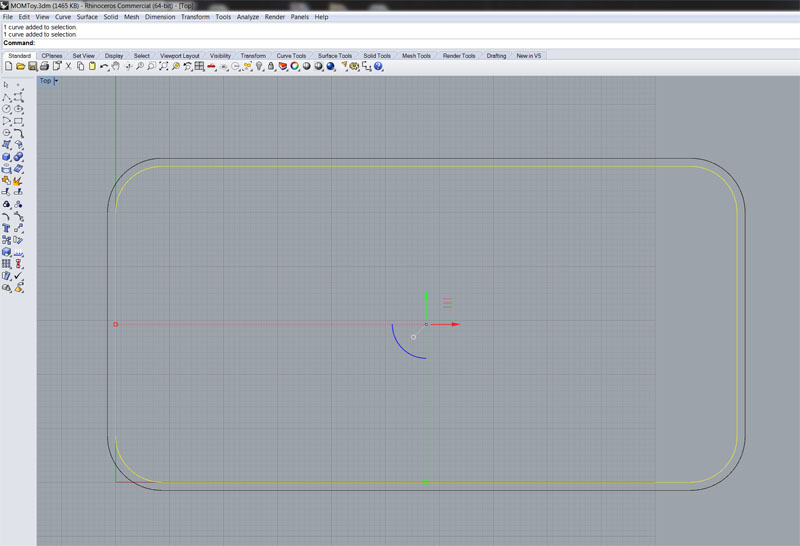 MOMToy.3dm (1465 KB) - Rhinoceros Commercial (64-bit) - [Top]
File Edit View Curve Surface Solid Mesh Dimension Transform Tools Analyze Render Panels Help
1 curve added to selection.
1 curve added to selection.
Command:
Standard CPlanes Set View Display Select Viewport Layout Visibility Transform Curve Tools Surface Tools Solid Tools Mesh Tools Render Tools Drafting New in V5
Top